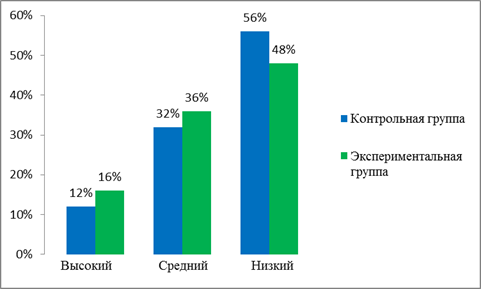 60%
50%
40%
30%
20%
10%
0%
12%
16%
32%
36%
56%
48%
Высокий
Средний
Низкий
Контрольная группа
Экспериментальная
группа